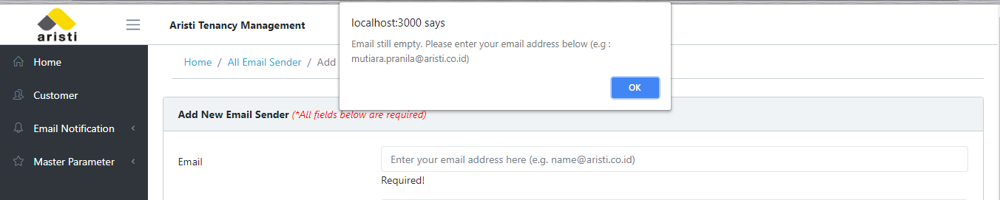 aristi
Aristi Tenancy Management
localhost:3000 says
Email still empty. Please enter your email address below (e.g :
mutiara.pranila@aristi.co.id)
OK
Home
Customer
Email Notification
Master Parameter
Home / All Email Sender / Add
Add New Email Sender (*All fields below are required)
Email
Enter your email address here (e.g. name@aristi.co.id)
Required!